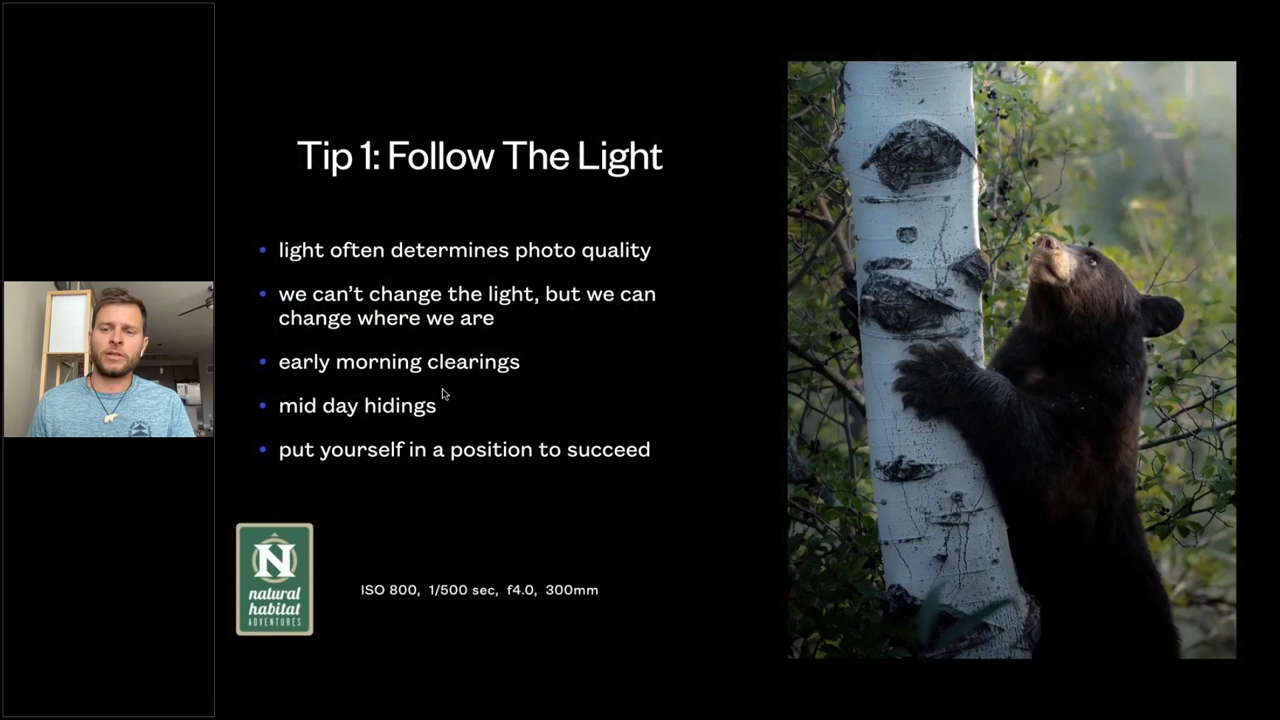 Tip 1: Follow The Light
• light often determines photo quality
• we can’t change the light, but we can
change where we are
• early morning clearings
• mid day hidings
• put yourself in a position to succeed
N
natural
habitat
ADVENTURES
ISO 800, 1/500 sec, f4.0, 300mm